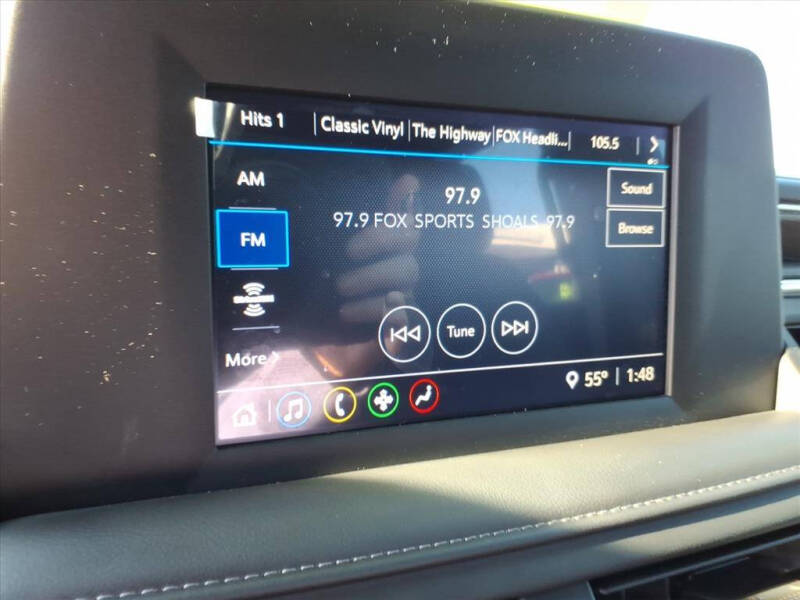 Hits 1 Classic Vinyl The Highway FOX Headli... 105.5
AM
97.9
Sound
97.9 FOX SPORTS SHOALS 97.9
FM
Browse
Tune
More
55° 1:48